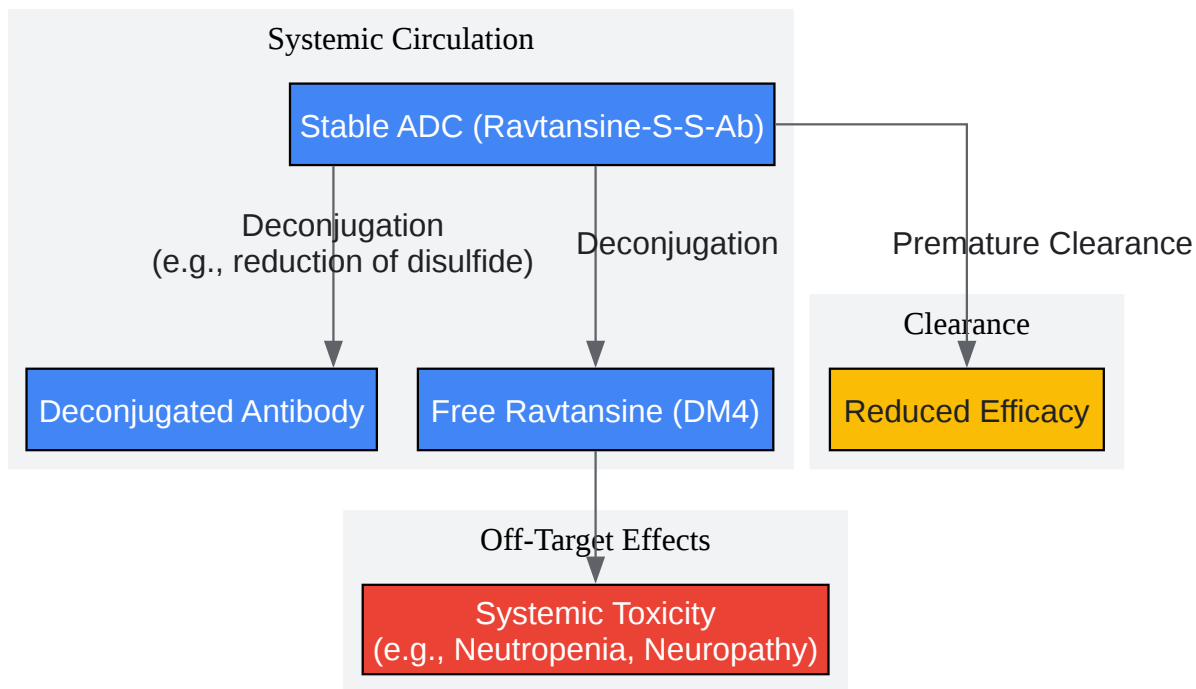 Systemic Circulation
Stable ADC (Ravtansine-S-S-Ab)
Deconjugation
(e.g., reduction of disulfide)
Deconjugation
Premature Clearance
Clearance
Deconjugated Antibody
Free Ravtansine (DM4)
Reduced Efficacy
Off-Target Effects
Systemic Toxicity
(e.g., Neutropenia, Neuropathy)